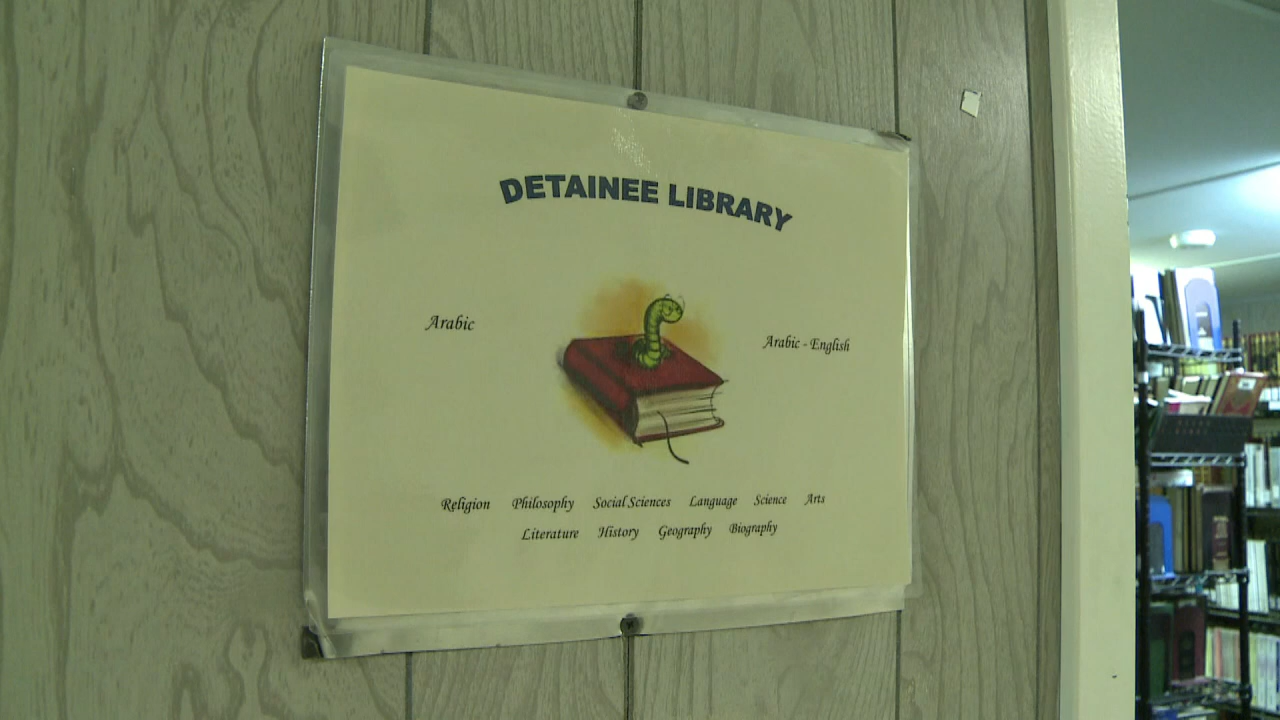 DETAINEE LIBRARY
Arabic
Arabic - English
Religion Philosophy Social Sciences Language Science Arts
Literature History Geography Biography